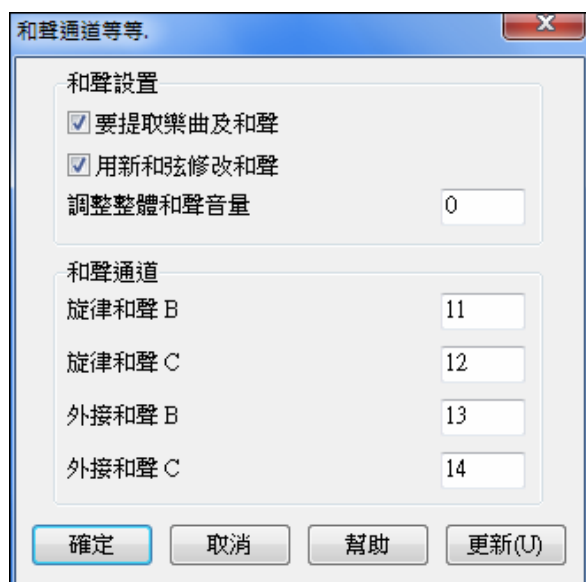 和聲通道等等.
和聲設置
要提取樂曲及和聲
用新和弦修改和聲
調整整體和聲音量 0
和聲通道
旋律和聲 B 11
旋律和聲 C 12
外接和聲 B 13
外接和聲 C 14
確定 取消 幫助 更新(U)